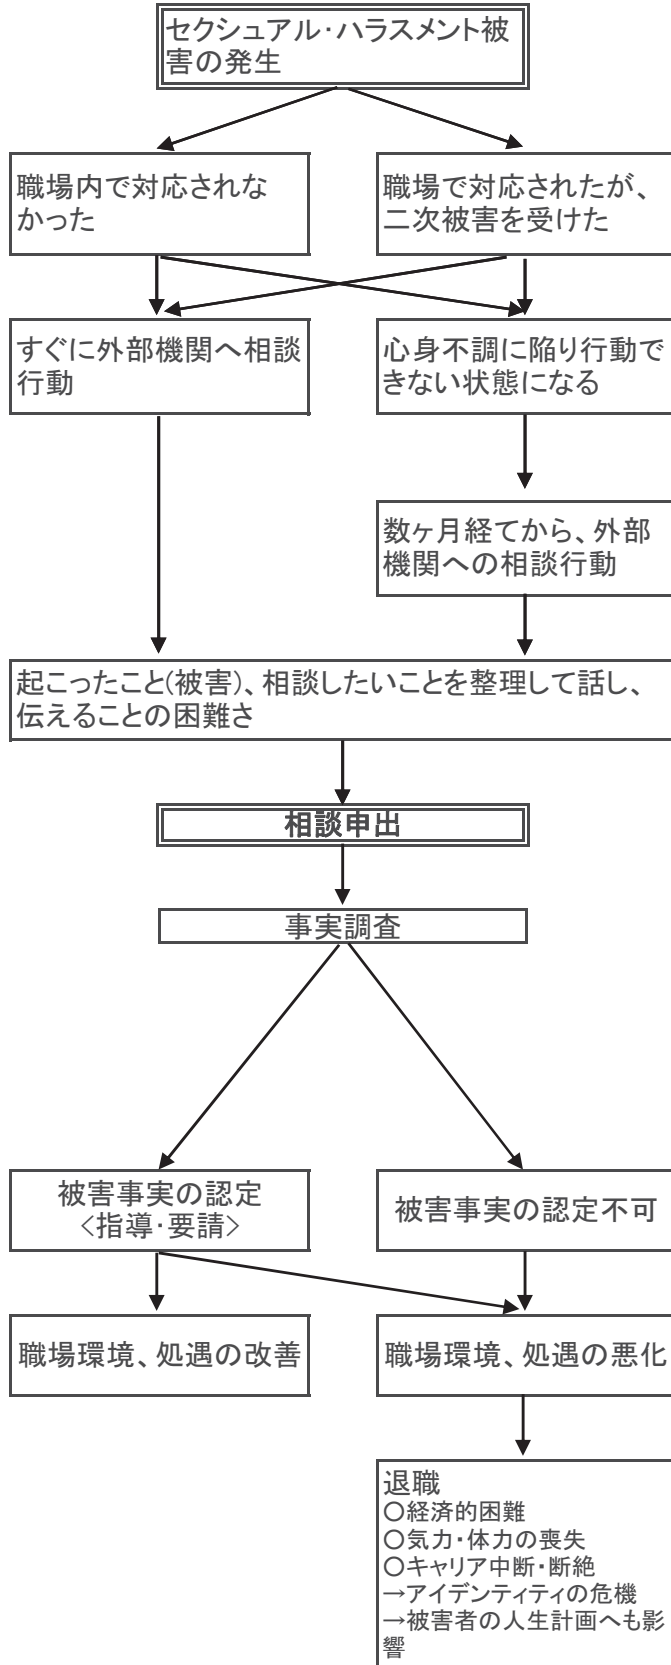 セクシュアル・ハラスメント被
害の発生
職場内で対応されな
かった
職場で対応されたが、
二次被害を受けた
すぐに外部機関へ相談
行動
心身不調に陥り行動で
きない状態になる
数ヶ月経てから、外部
機関への相談行動
起こったこと(被害)、相談したいことを整理して話し、
伝えることの困難さ
相談申出
事実調査
被害事実の認定
<指導・要請>
被害事実の認定不可
職場環境、処遇の改善
職場環境、処遇の悪化
退職
○経済的困難
○気力・体力の喪失
○キャリア中断・断絶
→アイデンティティの危機
→被害者の人生計画へも影
響